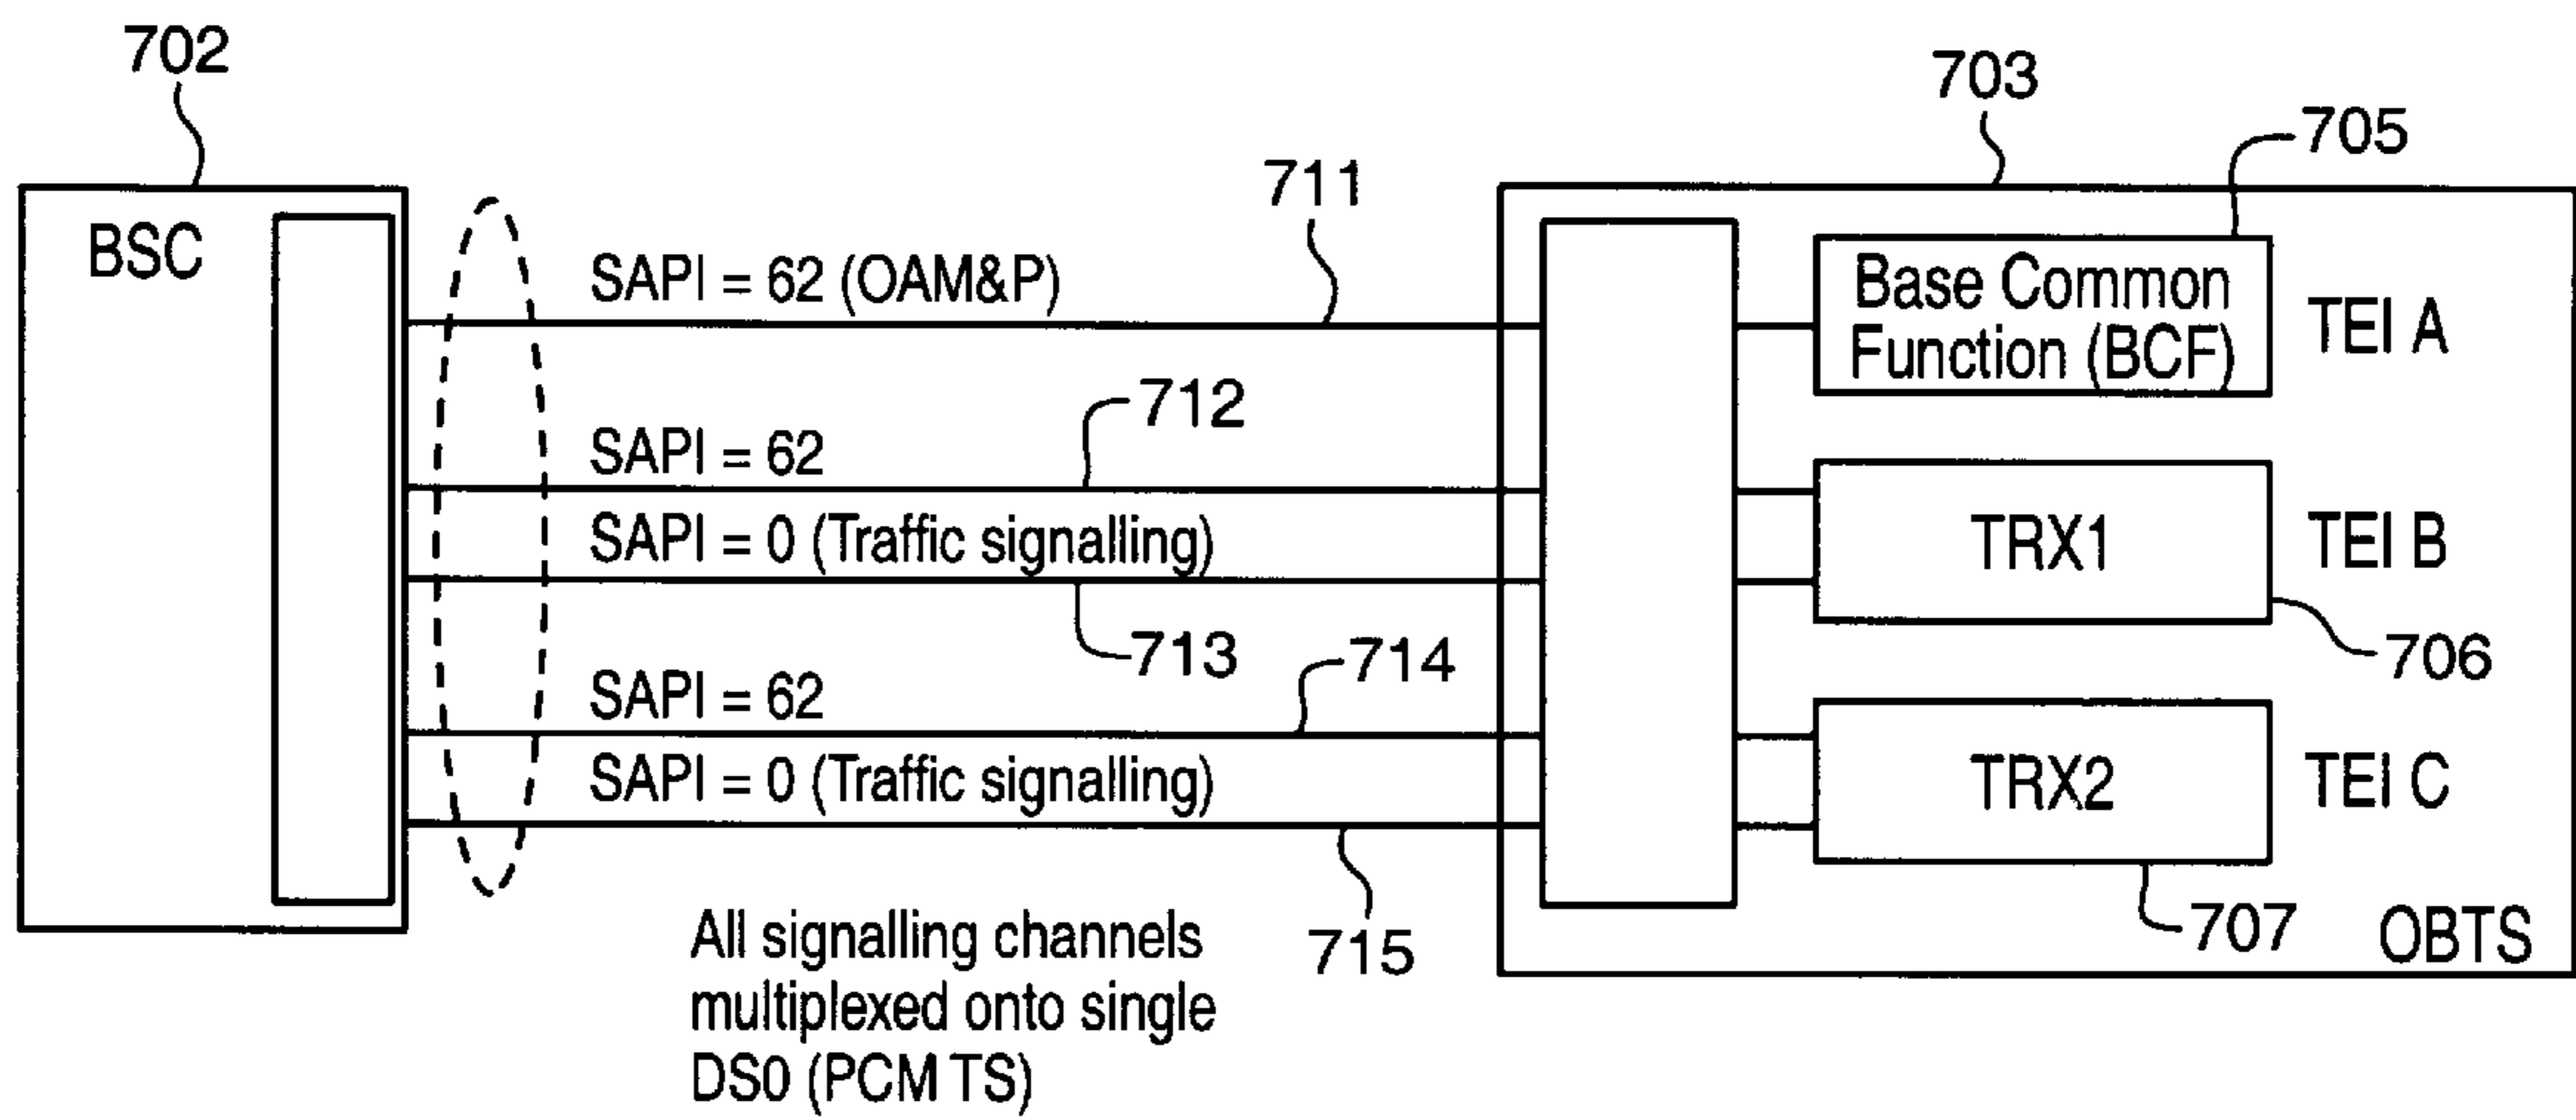 702
703
705
711
BSC
SAPI = 62 (OAM&P)
Base Common
Function (BCF)
TEI A
712
SAPI = 62
SAPI = 0 (Traffic signalling)
TRX1
TEI B
713
706
714
SAPI = 62
SAPI = 0 (Traffic signalling)
TRX2
TEI C
715
707
OBTS
All signalling channels
multiplexed onto single
DS0 (PCM TS)